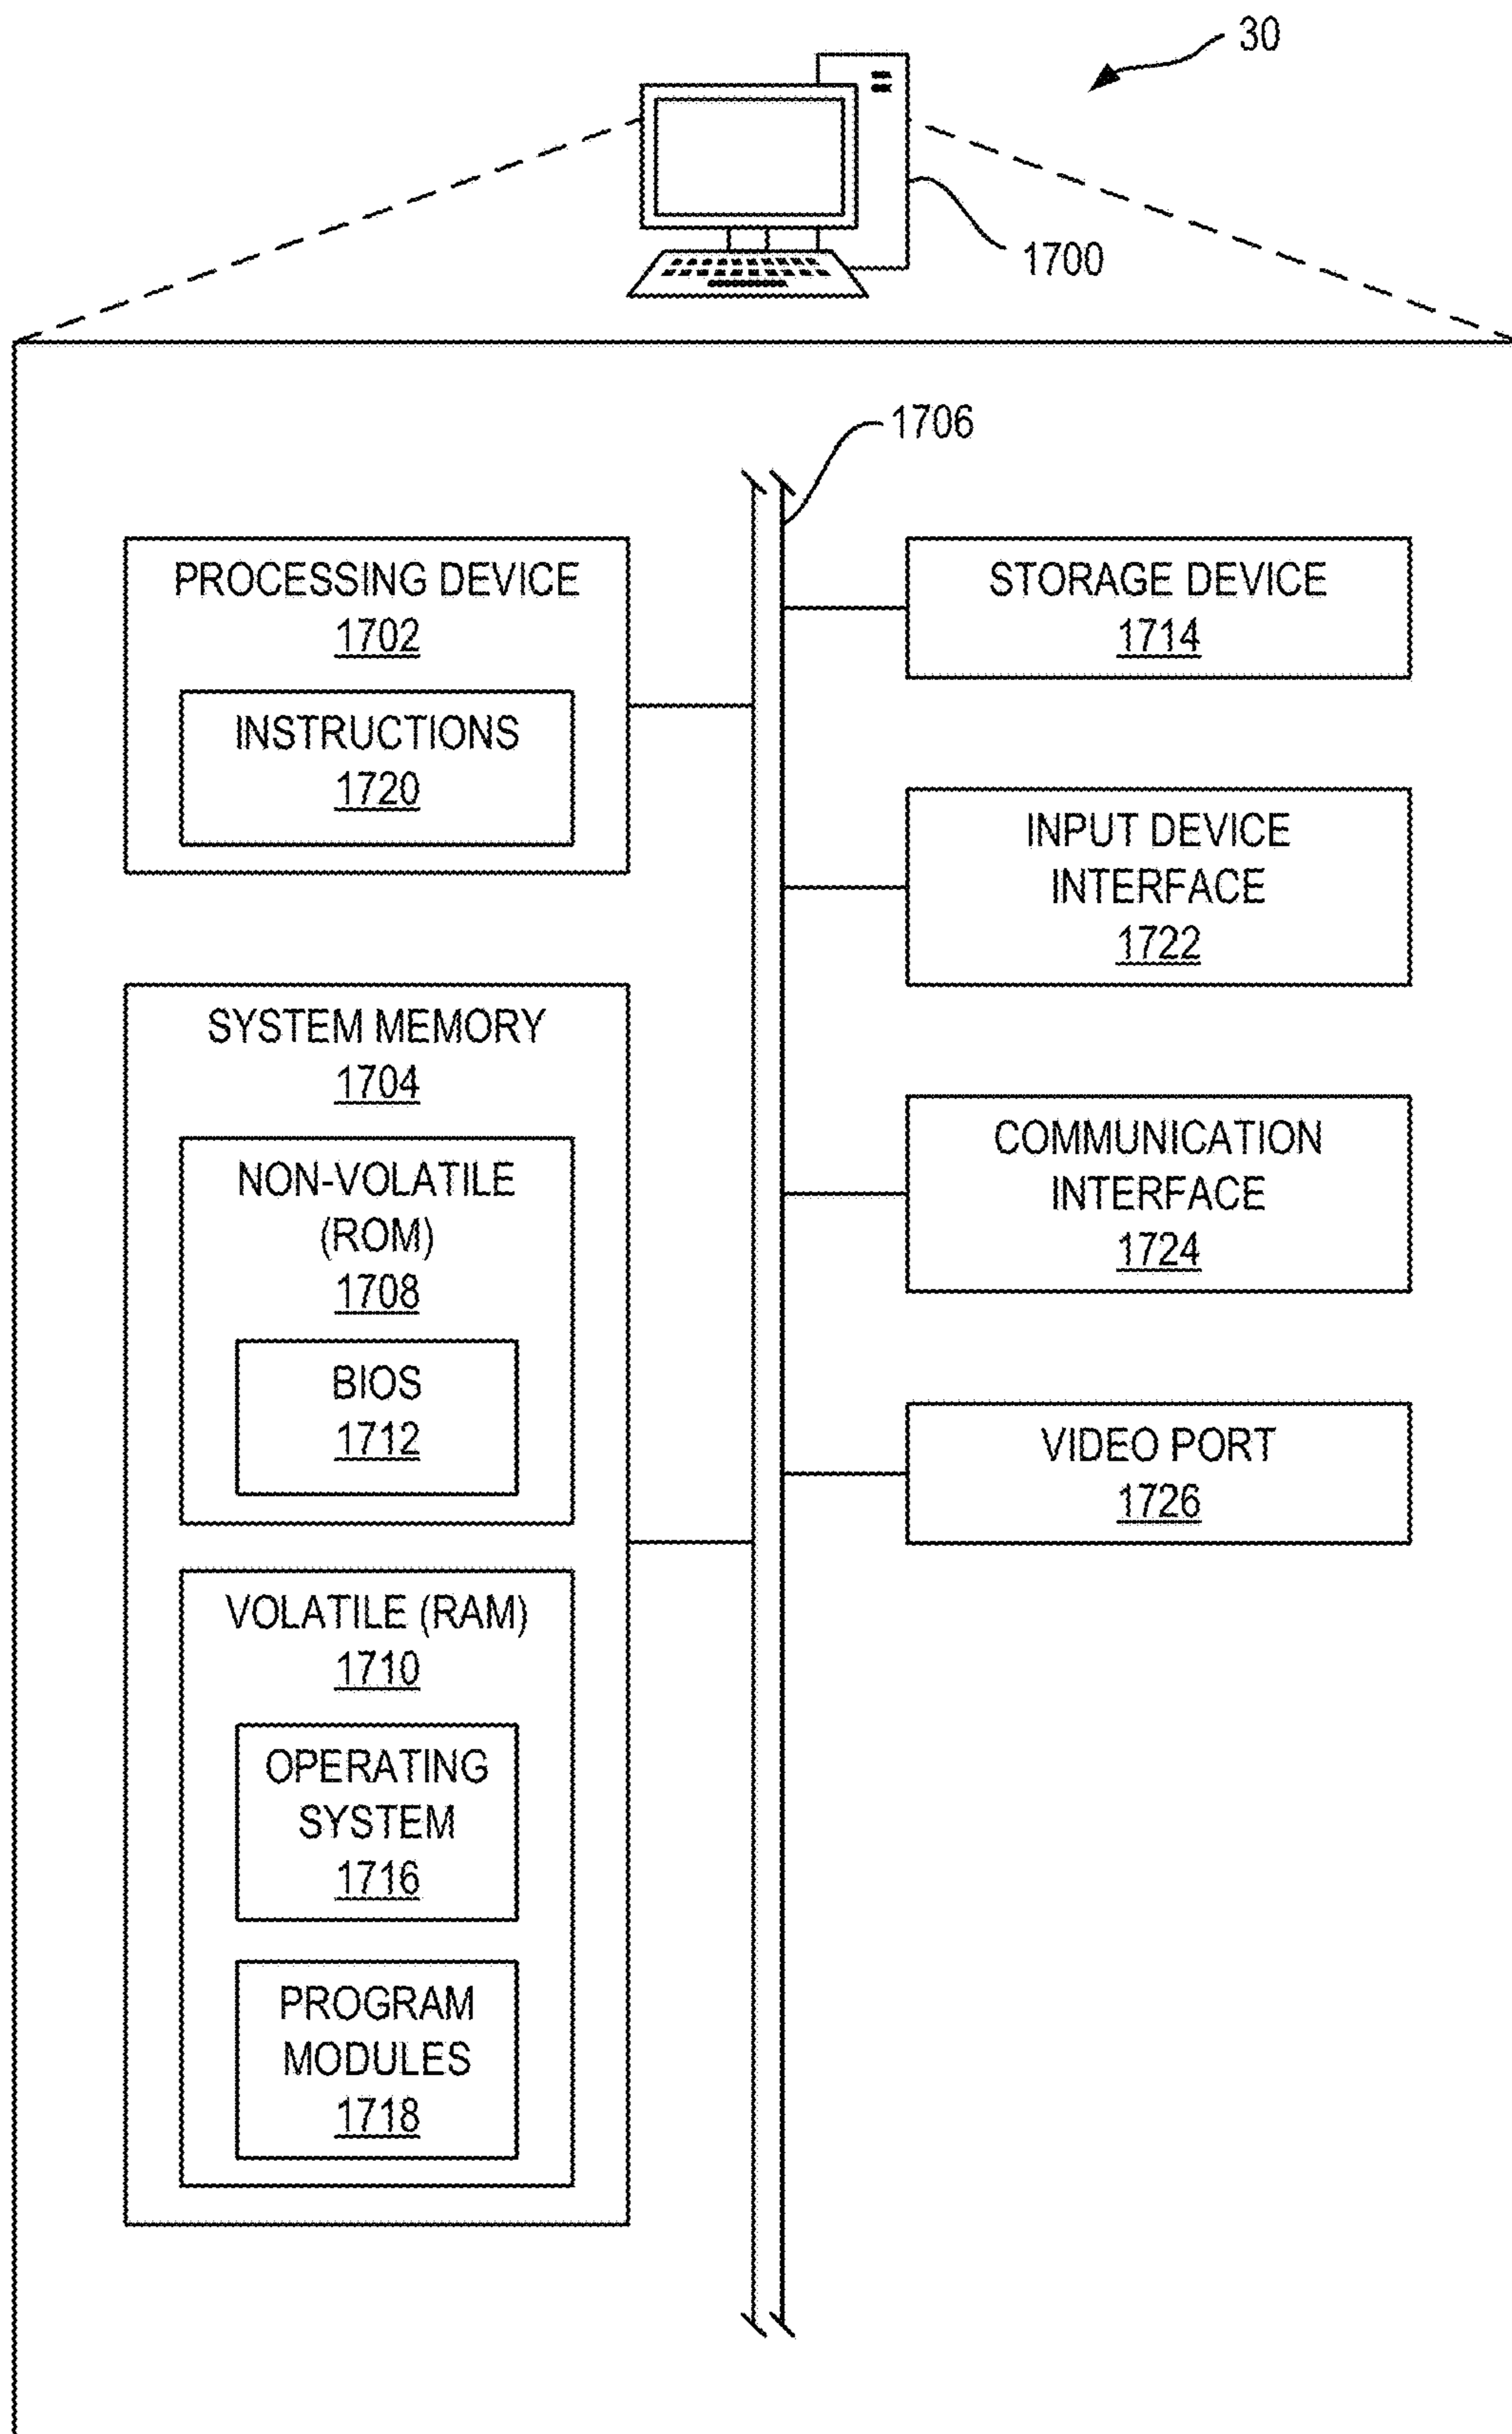 30
1700
1706
PROCESSING DEVICE
1702
INSTRUCTIONS
1720
SYSTEM MEMORY
1704
NON-VOLATILE
(ROM)
1708
BIOS
1712
VOLATILE (RAM)
1710
OPERATING
SYSTEM
1716
PROGRAM
MODULES
1718
STORAGE DEVICE
1714
INPUT DEVICE
INTERFACE
1722
COMMUNICATION
INTERFACE
1724
VIDEO PORT
1726